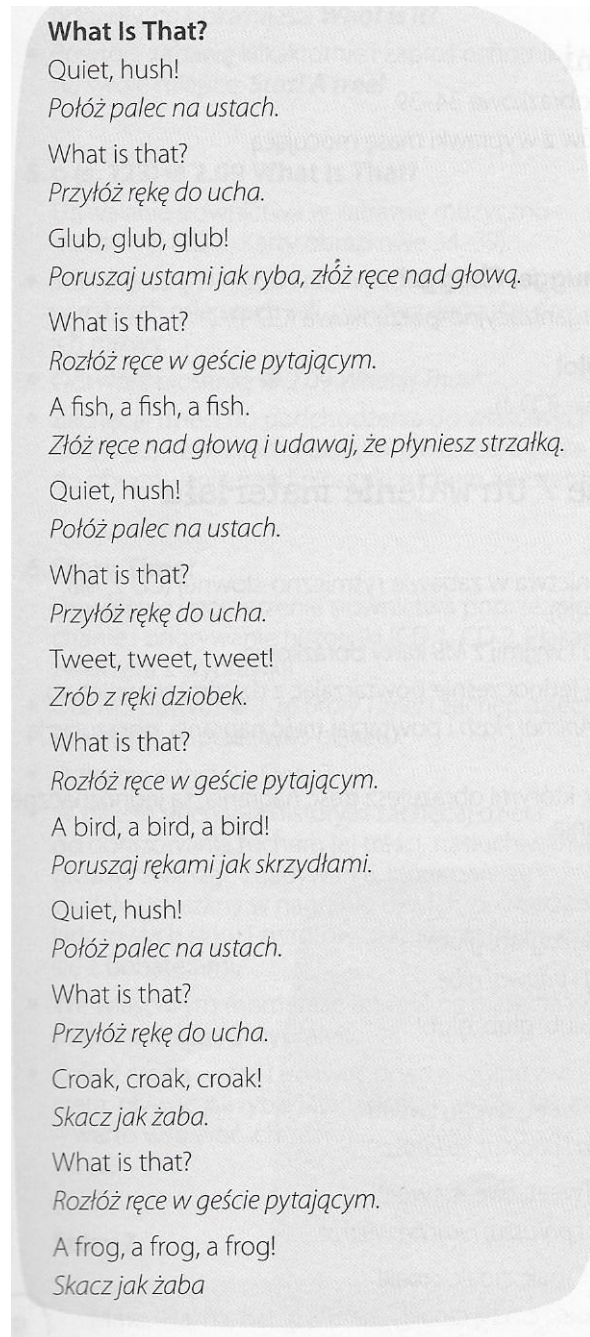 What Is That?
Quiet, hush!
Połóż palec na ustach.
What is that?
Przyłóż rękę do ucha.
Glub, glub, glub!
Poruszaj ustami jak ryba, złóż ręce nad głową.
What is that?
Rozłóż ręce w geście pytającym.
A fish, a fish, a fish.
Złóż ręce nad głową i udawaj, że płyniesz strzałką.
Quiet, hush!
Połóż palec na ustach.
What is that?
Przyłóż rękę do ucha.
Tweet, tweet, tweet!
Zrób z ręki dziobek.
What is that?
Rozłóż ręce w geście pytającym.
A bird, a bird, a bird!
Poruszaj rękami jak skrzydłami.
Quiet, hush!
Połóż palec na ustach.
What is that?
Przyłóż rękę do ucha.
Croak, croak, croak!
Skacz jak żaba.
What is that?
Rozłóż ręce w geście pytającym.
A frog, a frog, a frog!
Skacz jak żaba